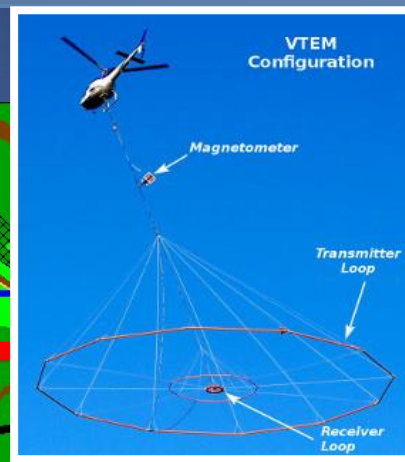 VTEM
Configuration
Magnetometer
Transmitter
Loop
Receiver
Loop